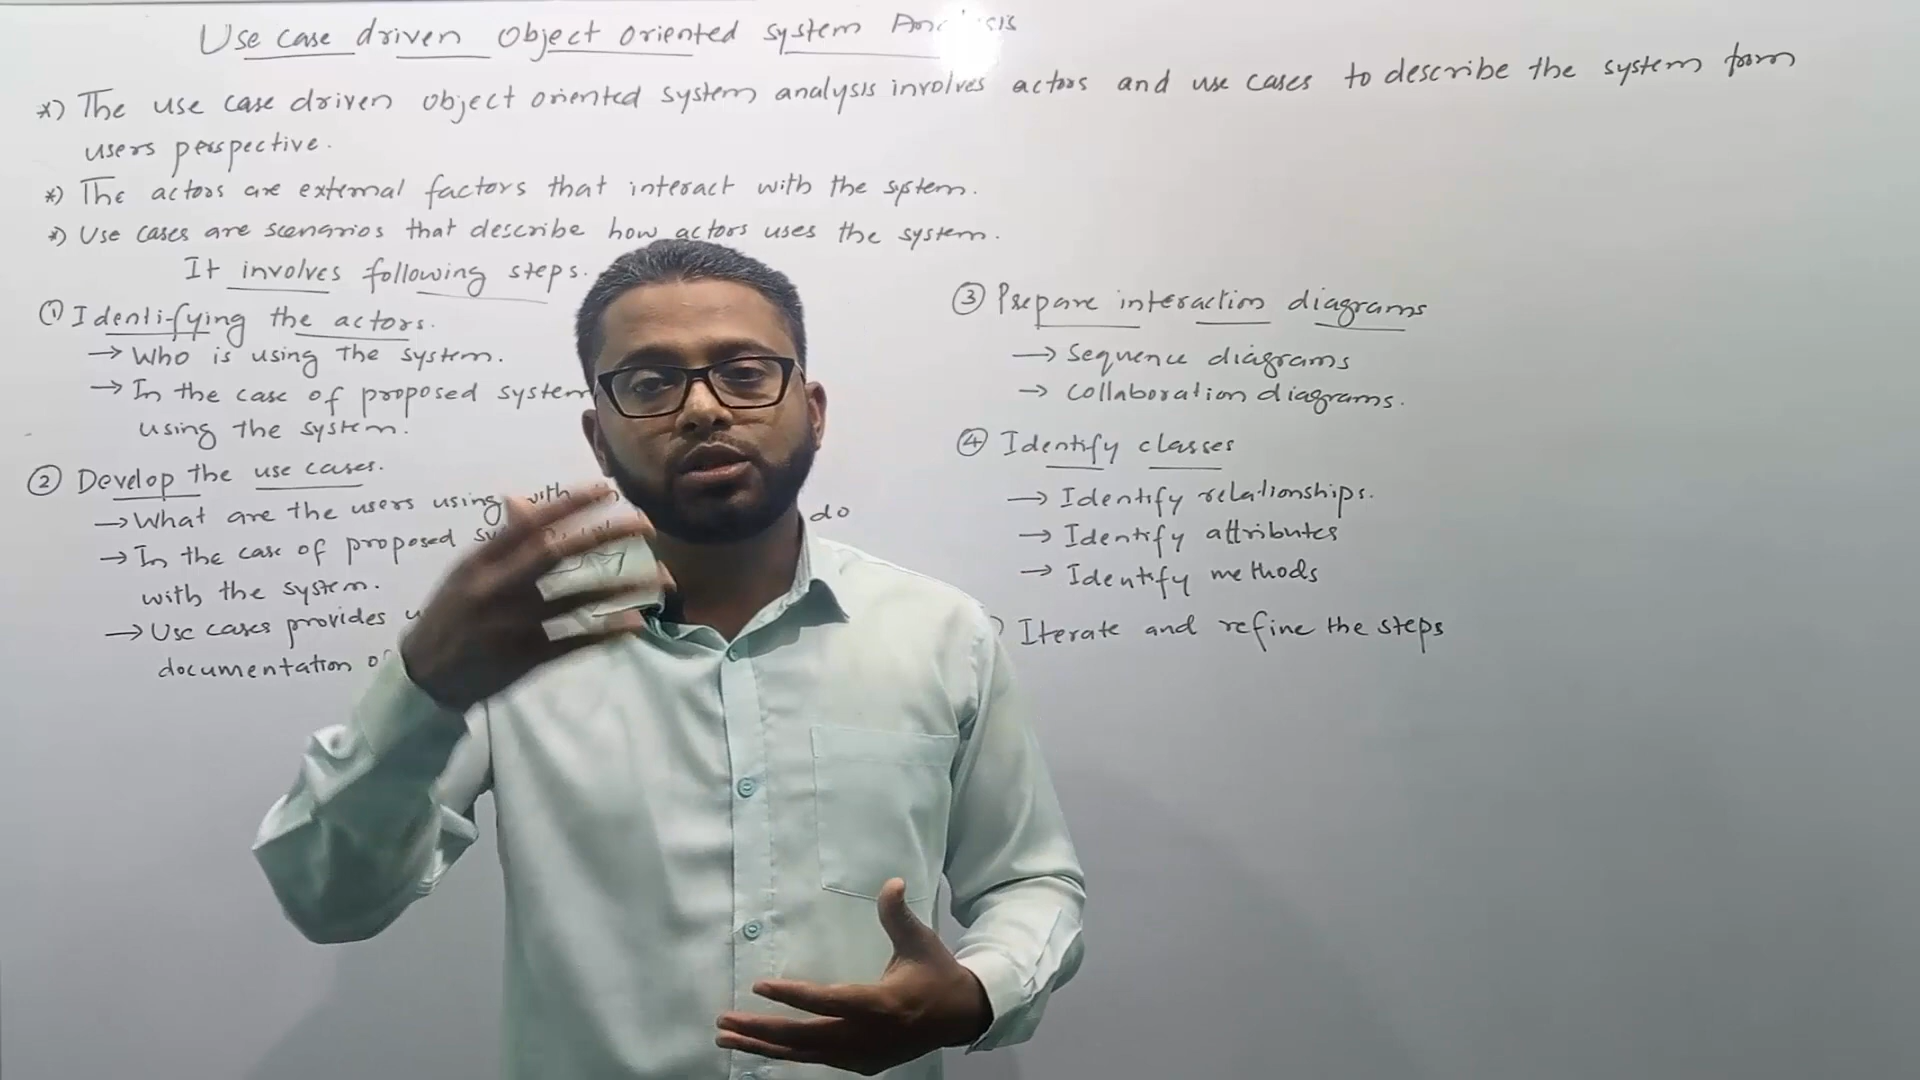 Use case driven object oriented system
*) The use case driven object oriented system analysis involves actors and use cases to describe the system from
users perspective.
*) The actors are external factors that interact with the system.
*) Use cases are scenarios that describe how actors uses the system.
It involves following steps.
① Identifying the actors.
→ Who is using the system.
→ In the case of proposed system
using the system.
② Develop the use cases.
→ What are the users using with in
→ In the case of proposed do
with the system.
→ Use cases provides
documentation of
③ Prepare interaction diagrams
→ Sequence diagrams
→ Collaboration diagrams.
④ Identify classes
→ Identify relationships.
→ Identify attributes
→ Identify methods
) Iterate and refine the steps